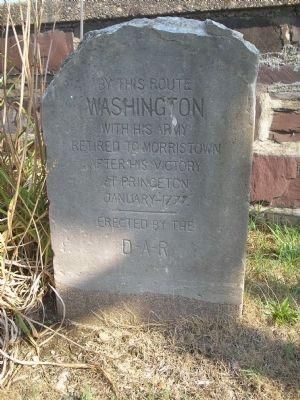 BY THIS ROUTE
WASHINGTON
WITH HIS ARMY
RETIRED TO MORRISTOWN
AFTER HIS VICTORY
AT PRINCETON
JANUARY-1777
ERECTED BY THE
D-A-R